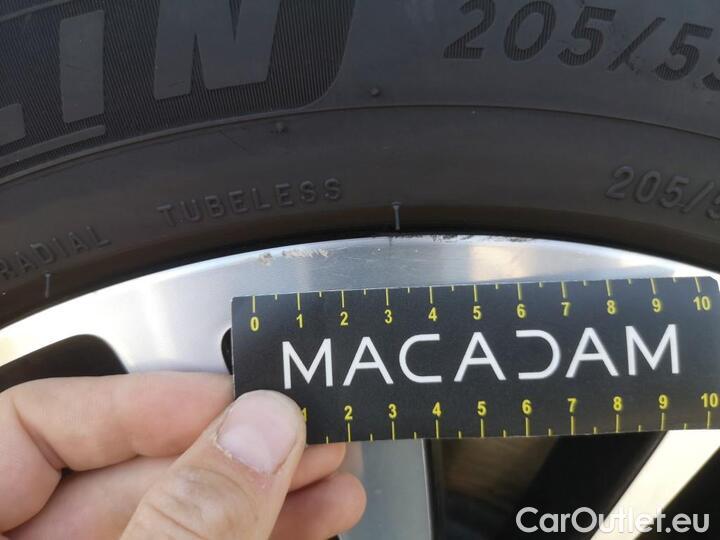 LIN
205/55
RADIAL TUBELESS
205/5
0 1 2 3 4 5 6 7 8 9 10
MACADAM
1 2 3 4 5 6 7 8 9 10
CarOutlet.eu